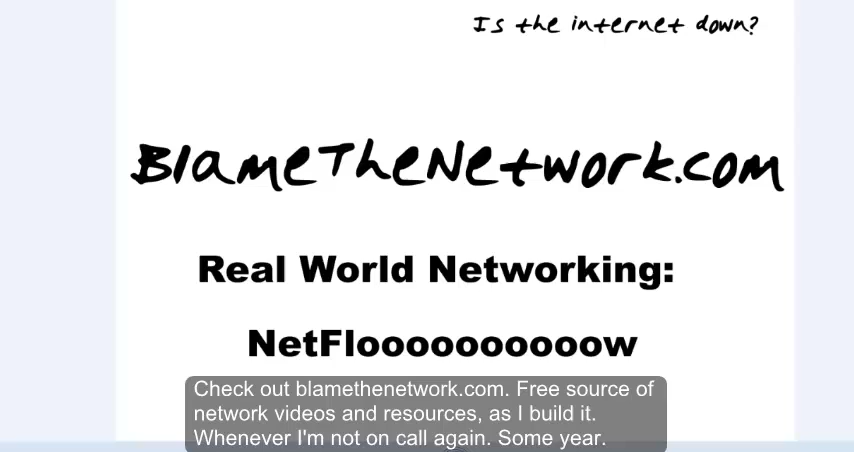 Is the internet down?
BlameTheNetwork.com
Real World Networking:
NetFloooooooooow
Check out blamethenetwork.com. Free source of
network videos and resources, as I build it.
Whenever I'm not on call again. Some year.